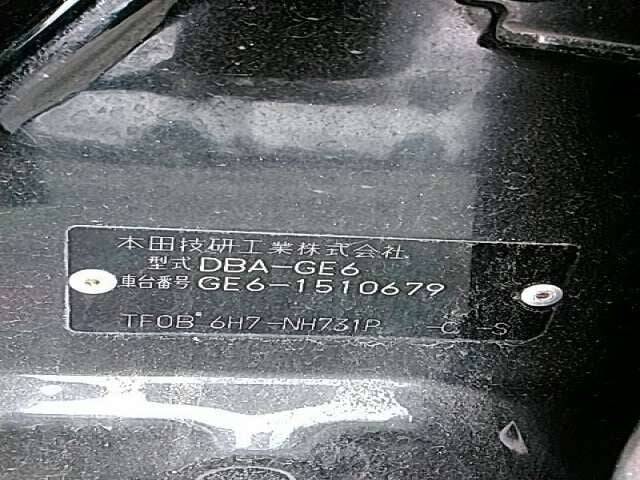 本田技研工業株式会社
型式 DBA-GE6
車台番号 GE6-1510679
TF0B 6H7-NH731P -C -S